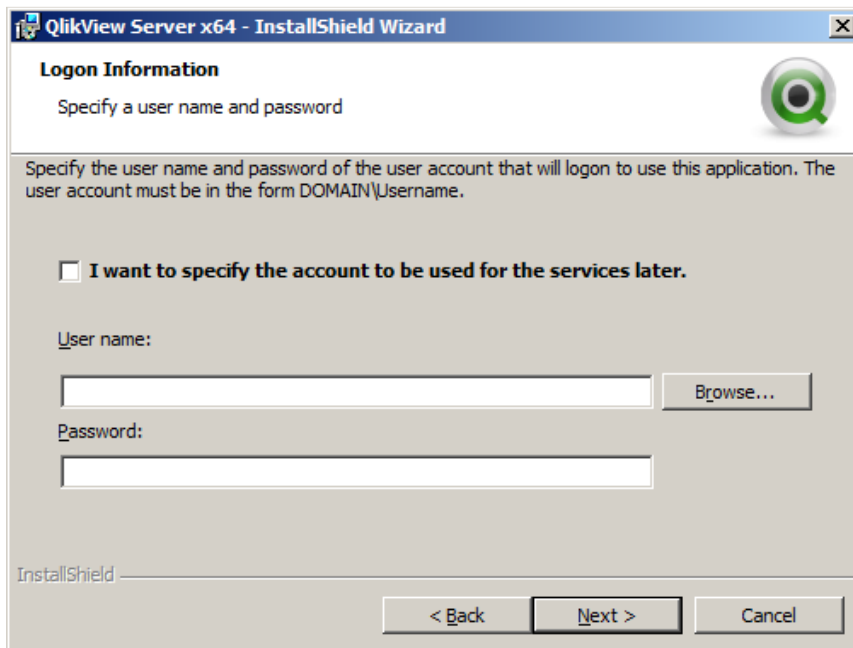 QlikView Server x64 - InstallShield Wizard
Logon Information
Specify a user name and password
Specify the user name and password of the user account that will logon to use this application. The
user account must be in the form DOMAIN\Username.
I want to specify the account to be used for the services later.
User name:
Browse...
Password:
InstallShield
< Back
Next >
Cancel